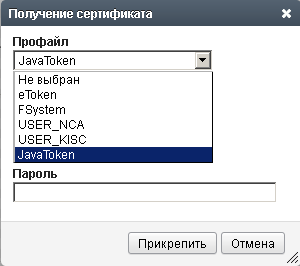 Получение сертификата
Профайл
JavaToken
Не выбран
eToken
FSystem
USER_NCA
USER_KISC
JavaToken
Пароль
Прикрепить Отмена